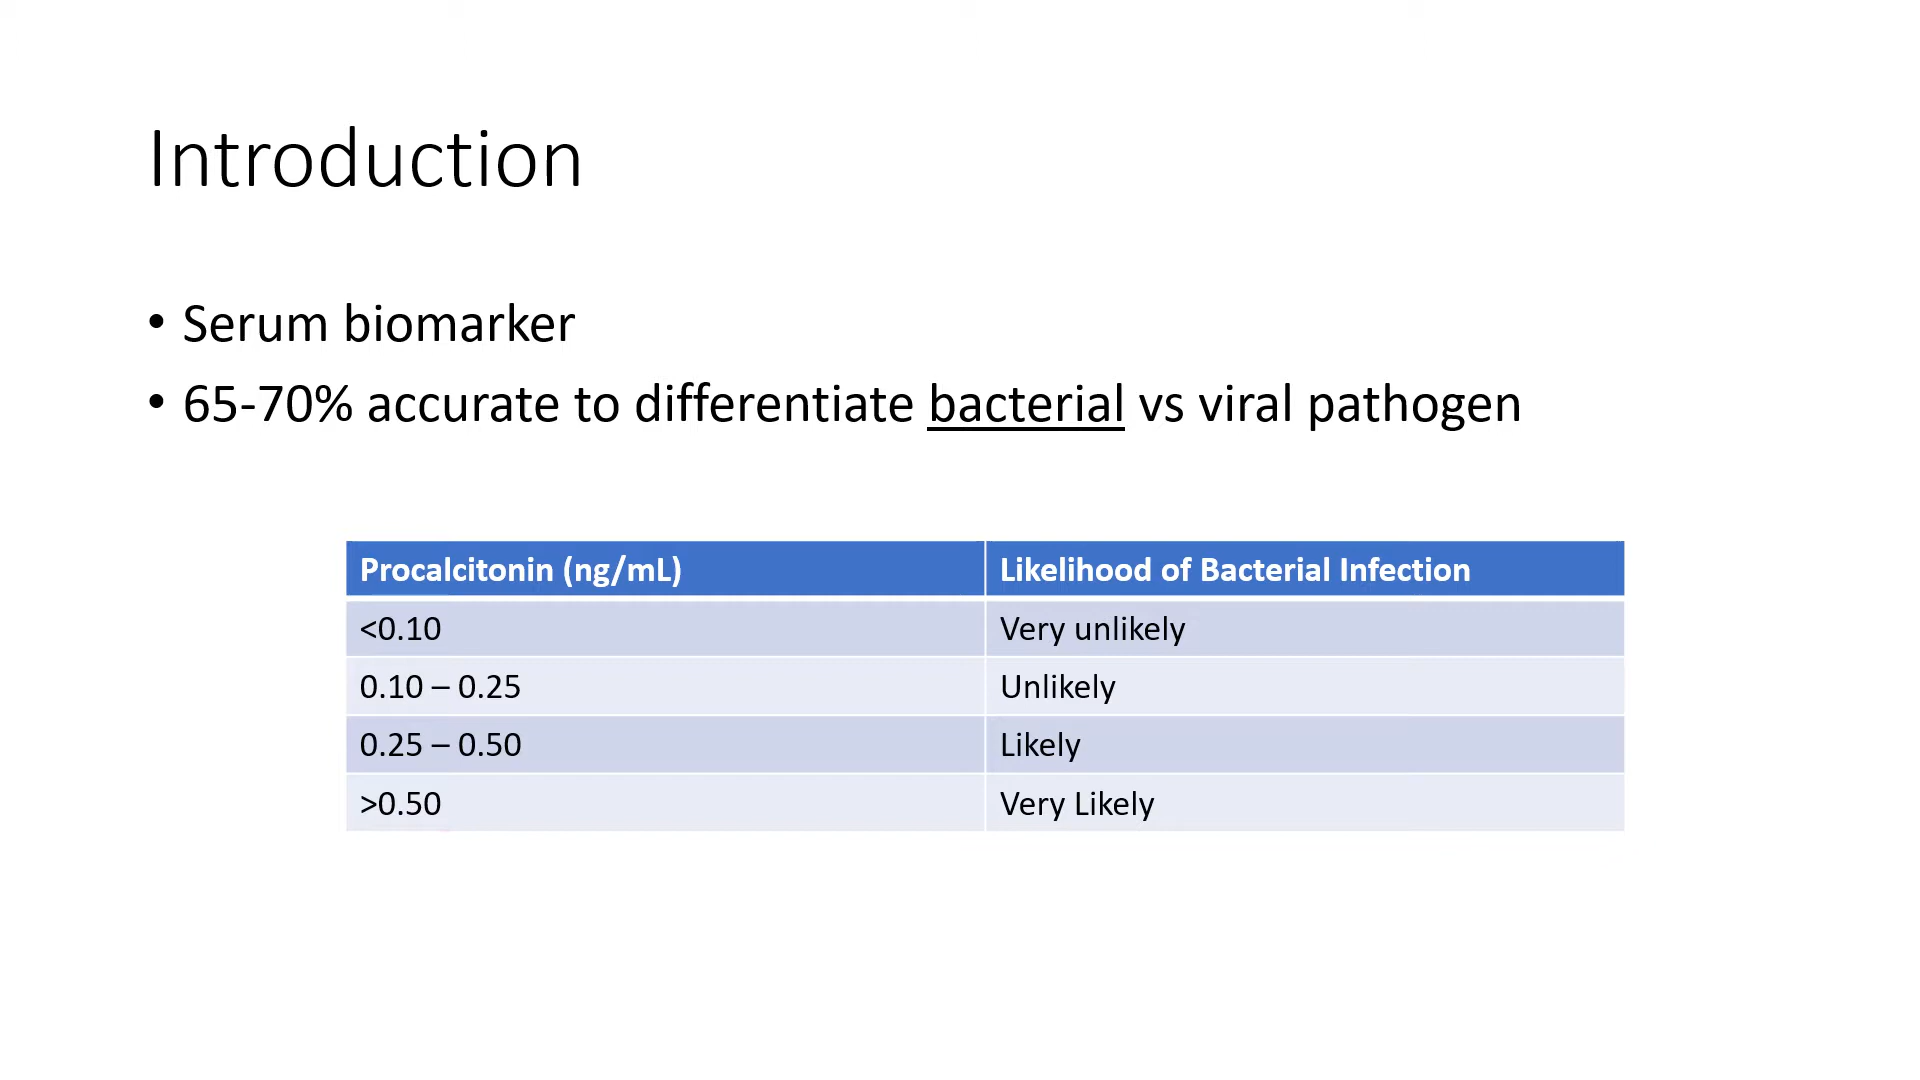 Introduction
• Serum biomarker
• 65-70% accurate to differentiate bacterial vs viral pathogen
Procalcitonin (ng/mL) Likelihood of Bacterial Infection
<0.10 Very unlikely
0.10 – 0.25 Unlikely
0.25 – 0.50 Likely
>0.50 Very Likely